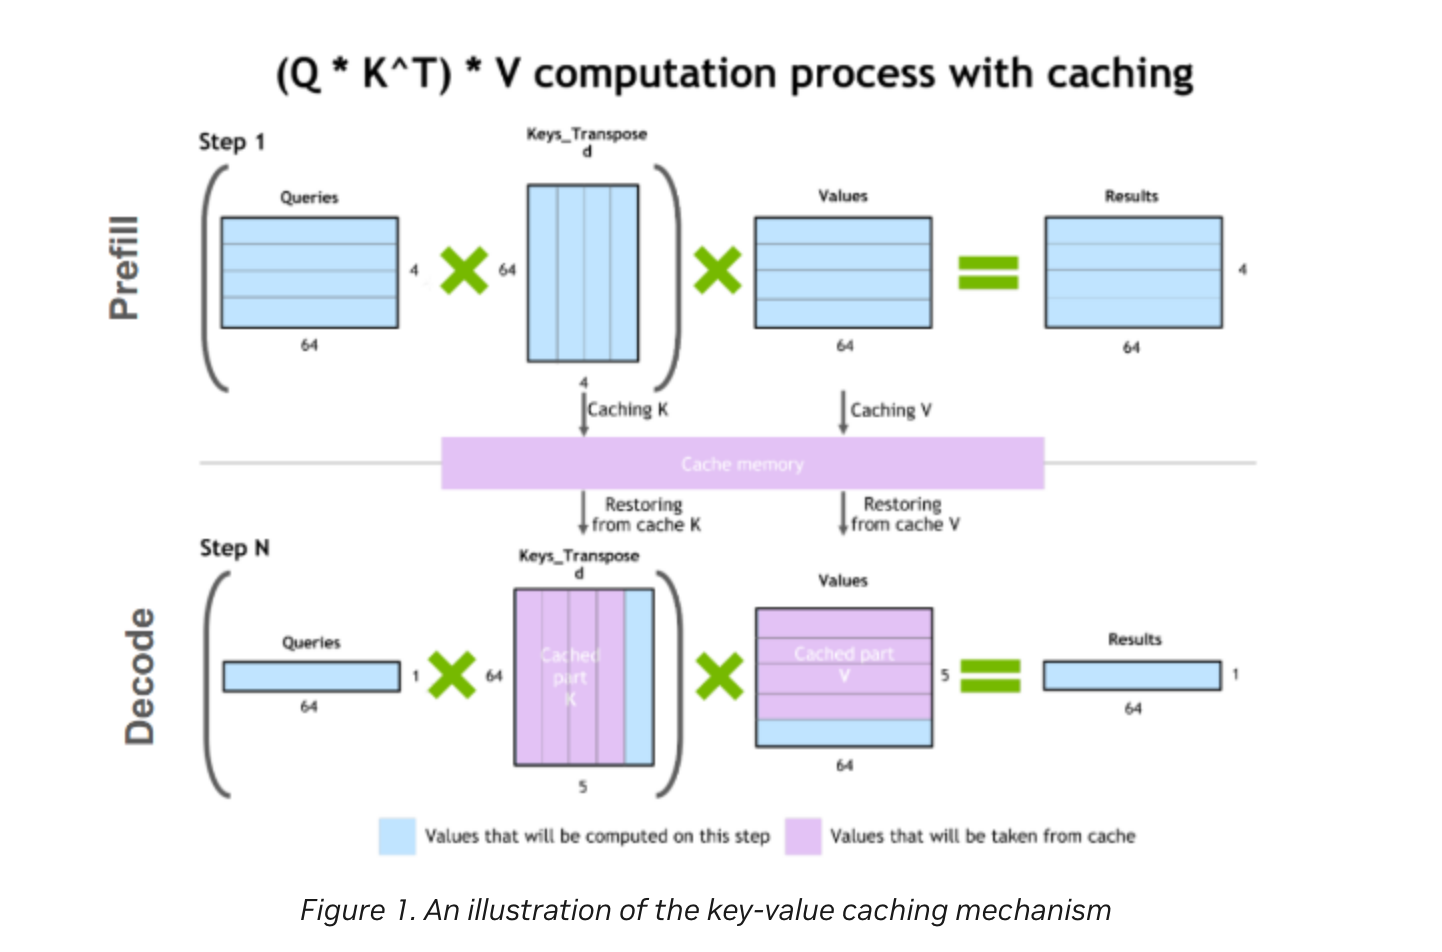 (Q * K^T) * V computation process with caching
Step 1
Prefill
Queries
4
64
Keys_Transpose
d
64
4
Values
64
Results
4
64
Caching K
Caching V
Cache memory
Restoring
from cache K
Restoring
from cache V
Step N
Decode
Queries
1
64
Keys_Transpose
d
64
Cached
part
K
5
Values
Cached part
V
5
64
Results
1
64
Values that will be computed on this step
Values that will be taken from cache
Figure 1. An illustration of the key-value caching mechanism